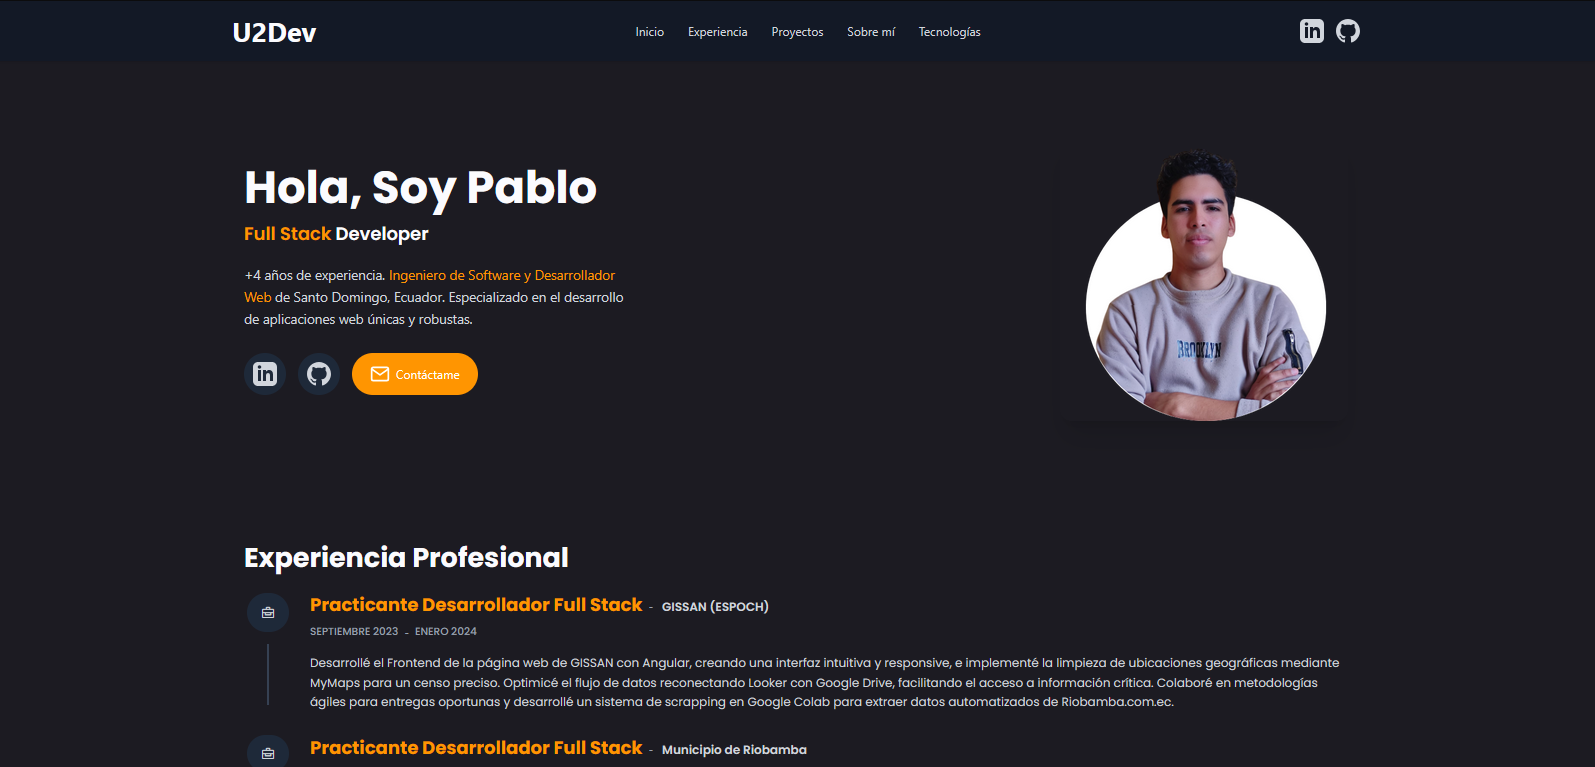 U2Dev
Inicio Experiencia Proyectos Sobre mí Tecnologías
Hola, Soy Pablo
Full Stack Developer
+4 años de experiencia. Ingeniero de Software y Desarrollador
Web de Santo Domingo, Ecuador. Especializado en el desarrollo
de aplicaciones web únicas y robustas.
Contáctame
BROOKLYN
Experiencia Profesional
Practicante Desarrollador Full Stack - GISSAN (ESPOCH)
SEPTIEMBRE 2023 - ENERO 2024
Desarrollé el Frontend de la página web de GISSAN con Angular, creando una interfaz intuitiva y responsive, e implementé la limpieza de ubicaciones geográficas mediante
MyMaps para un censo preciso. Optimicé el flujo de datos reconectando Looker con Google Drive, facilitando el acceso a información crítica. Colaboré en metodologías
ágiles para entregas oportunas y desarrollé un sistema de scrapping en Google Colab para extraer datos automatizados de Riobamba.com.ec.
Practicante Desarrollador Full Stack - Municipio de Riobamba